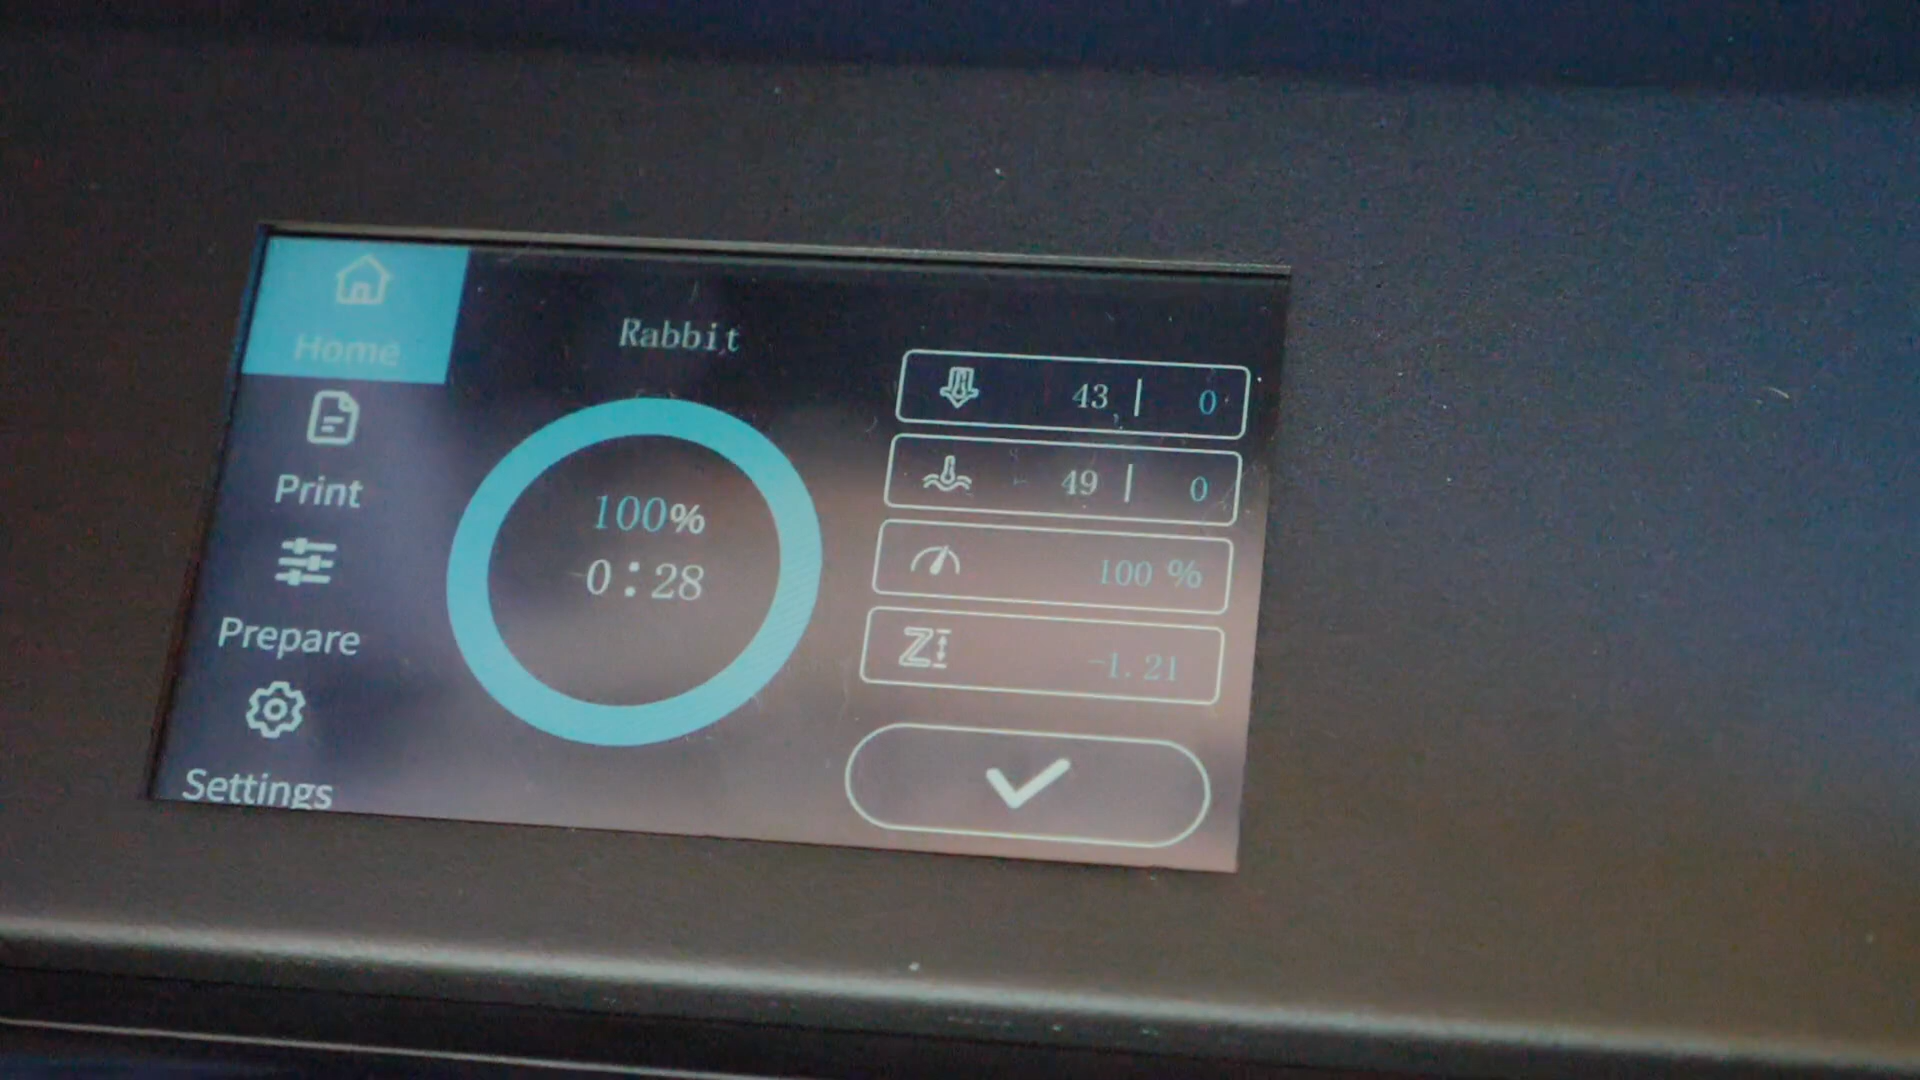 Home
Print
Prepare
Settings
Rabbit
100%
0:28
43 | 0
49 | 0
100 %
Z
-1.21